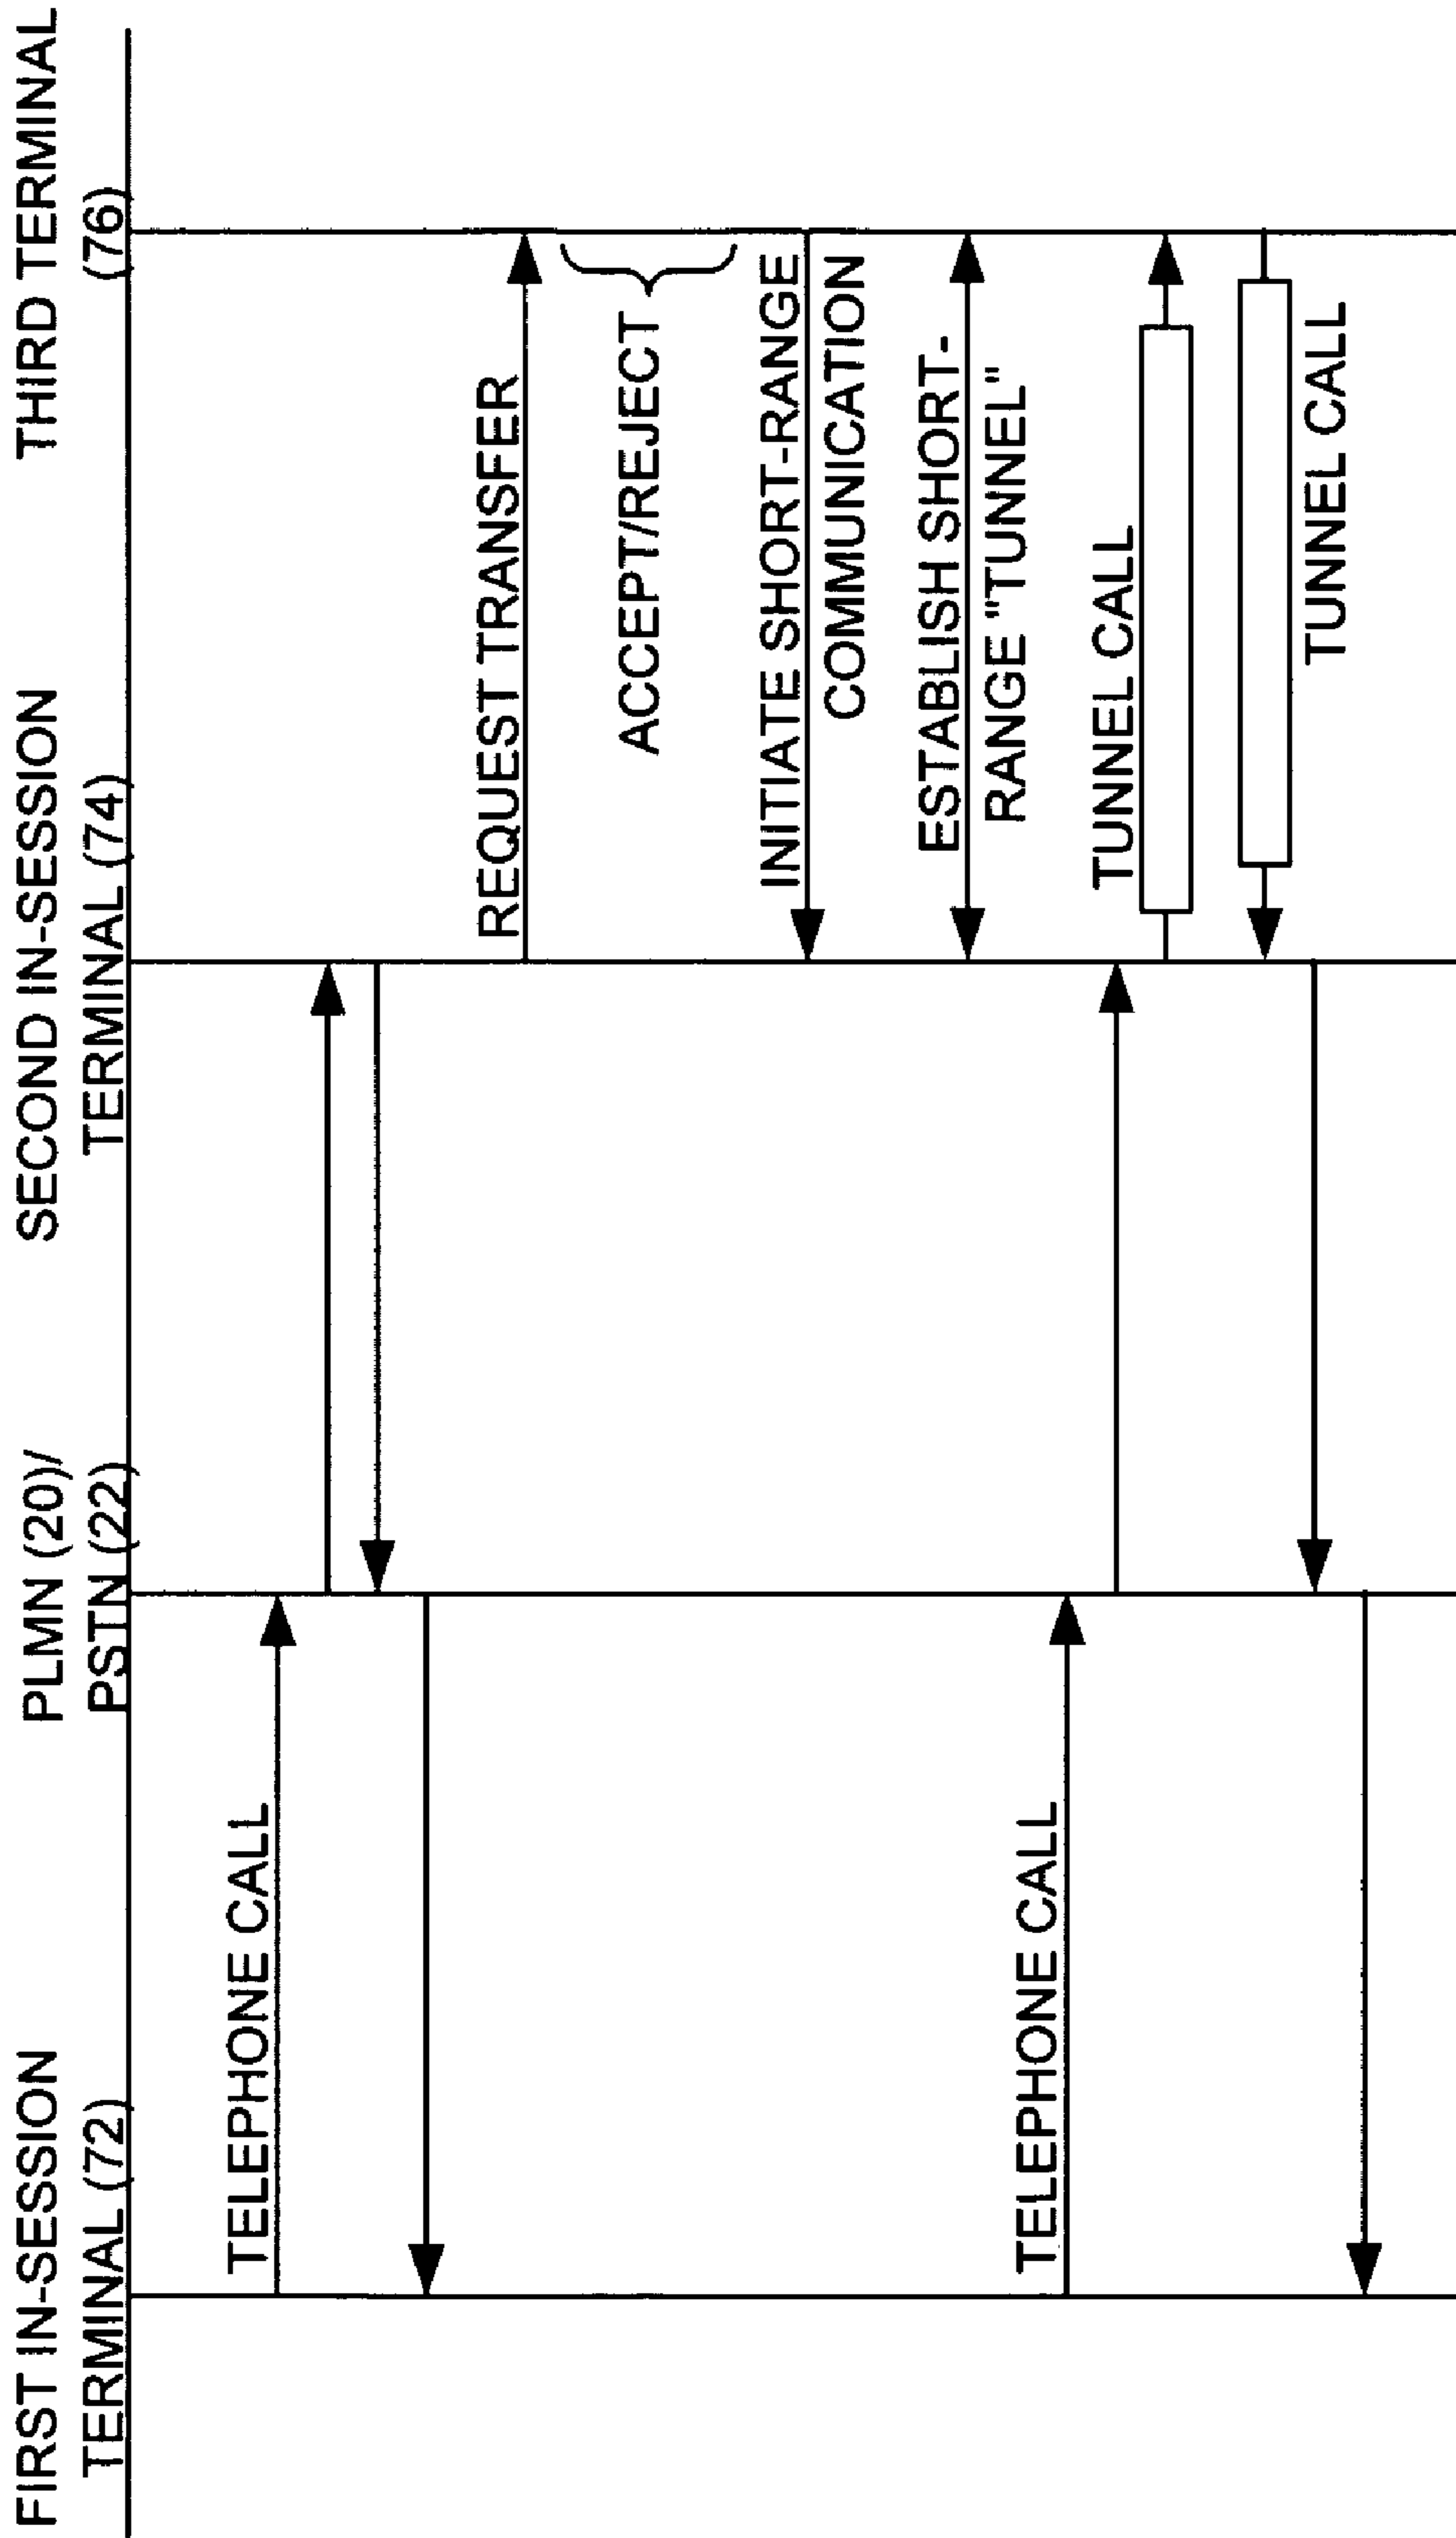 FIRST IN-SESSION
TERMINAL (72)
PLMN (20)/
PSTN (22)
SECOND IN-SESSION
TERMINAL (74)
THIRD TERMINAL
(76)
TELEPHONE CALL
REQUEST TRANSFER
ACCEPT/REJECT
INITIATE SHORT-RANGE
COMMUNICATION
ESTABLISH SHORT-
RANGE "TUNNEL"
TELEPHONE CALL
TUNNEL CALL
TUNNEL CALL